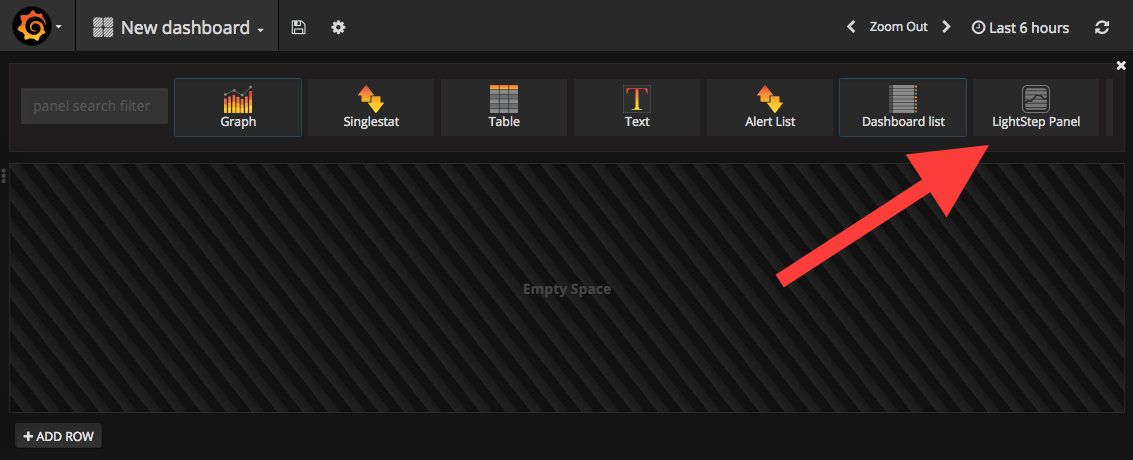 New dashboard
Zoom Out
Last 6 hours
panel search filter
Graph
Singlestat
Table
Text
Alert List
Dashboard list
LightStep Panel
Empty Space
+ ADD ROW